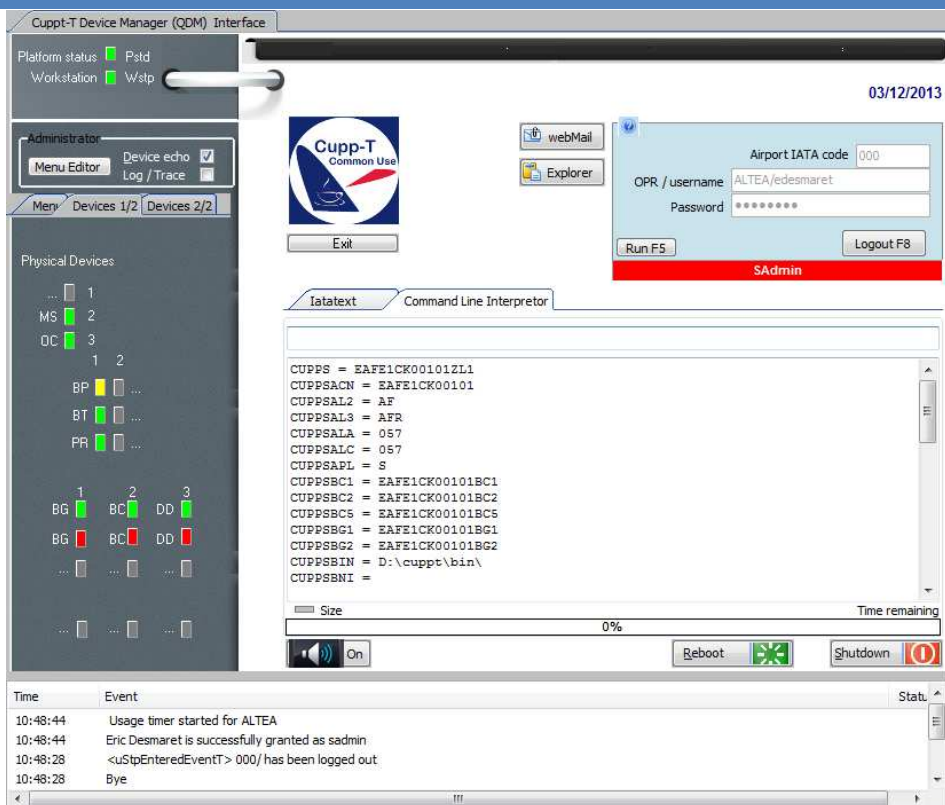 Cuppt-T Device Manager (QDM) Interface
Platform status Pstd
Workstation Wstp
03/12/2013
Administrator
Menu Editor
Device echo
Log / Trace
Menu Devices 1/2 Devices 2/2
Cupp-T
Common Use
Exit
webMail
Explorer
Airport IATA code 000
OPR / username ALTEA/edesmaret
Password ********
Run F5 Logout F8
SAdmin
Physical Devices
... 1
MS 2
OC 3
1 2
BP ...
BT ...
PR ...
1 2 3
BG BC DD
BG BC DD
... ... ...
... ... ...
Iatatext Command Line Interpretor
CUPPS = EAFE1CK00101ZL1
CUPPSACN = EAFE1CK00101
CUPPSAL2 = AF
CUPPSAL3 = AFR
CUPPSALA = 057
CUPPSALC = 057
CUPPSAPL = S
CUPPSBC1 = EAFE1CK00101BC1
CUPPSBC2 = EAFE1CK00101BC2
CUPPSBC5 = EAFE1CK00101BC5
CUPPSBG1 = EAFE1CK00101BG1
CUPPSBG2 = EAFE1CK00101BG2
CUPPSBIN = D:\cuppt\bin\
CUPPSBNI =
Size Time remaining
0%
On Reboot Shutdown
Time Event Statu
10:48:44 Usage timer started for ALTEA
10:48:44 Eric Desmaret is successfully granted as sadmin
10:48:28 <uStpEnteredEventT> 000/ has been logged out
10:48:28 Bye